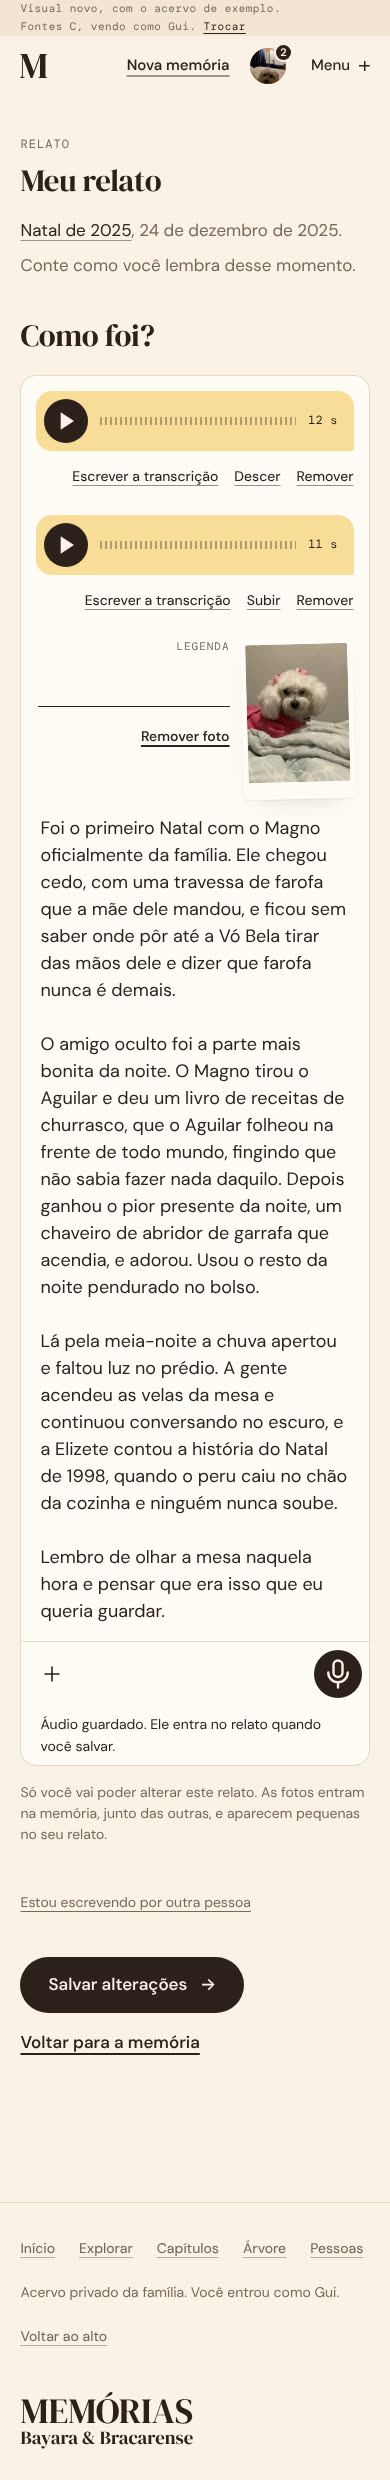 Visual novo, com o acervo de exemplo.
Fontes C, vendo como Gui. Trocar
M
Nova memória
2
Menu
RELATO
Meu relato
Natal de 2025, 24 de dezembro de 2025.
Conte como você lembra desse momento.
Como foi?
12 s
Escrever a transcrição Descer Remover
11 s
Escrever a transcrição Subir Remover
LEGENDA
Remover foto
Foi o primeiro Natal com o Magno
oficialmente da família. Ele chegou
cedo, com uma travessa de farofa
que a mãe dele mandou, e ficou sem
saber onde pôr até a Vó Bela tirar
das mãos dele e dizer que farofa
nunca é demais.
O amigo oculto foi a parte mais
bonita da noite. O Magno tirou o
Aguilar e deu um livro de receitas de
churrasco, que o Aguilar folheou na
frente de todo mundo, fingindo que
não sabia fazer nada daquilo. Depois
ganhou o pior presente da noite, um
chaveiro de abridor de garrafa que
acendia, e adorou. Usou o resto da
noite pendurado no bolso.
Lá pela meia-noite a chuva apertou
e faltou luz no prédio. A gente
acendeu as velas da mesa e
continuou conversando no escuro, e
a Elizete contou a história do Natal
de 1998, quando o peru caiu no chão
da cozinha e ninguém nunca soube.
Lembro de olhar a mesa naquela
hora e pensar que era isso que eu
queria guardar.
Áudio guardado. Ele entra no relato quando
você salvar.
Só você vai poder alterar este relato. As fotos entram
na memória, junto das outras, e aparecem pequenas
no seu relato.
Estou escrevendo por outra pessoa
Salvar alterações →
Voltar para a memória
Início Explorar Capítulos Árvore Pessoas
Acervo privado da família. Você entrou como Gui.
Voltar ao alto
MEMÓRIAS
Bayara & Bracarense